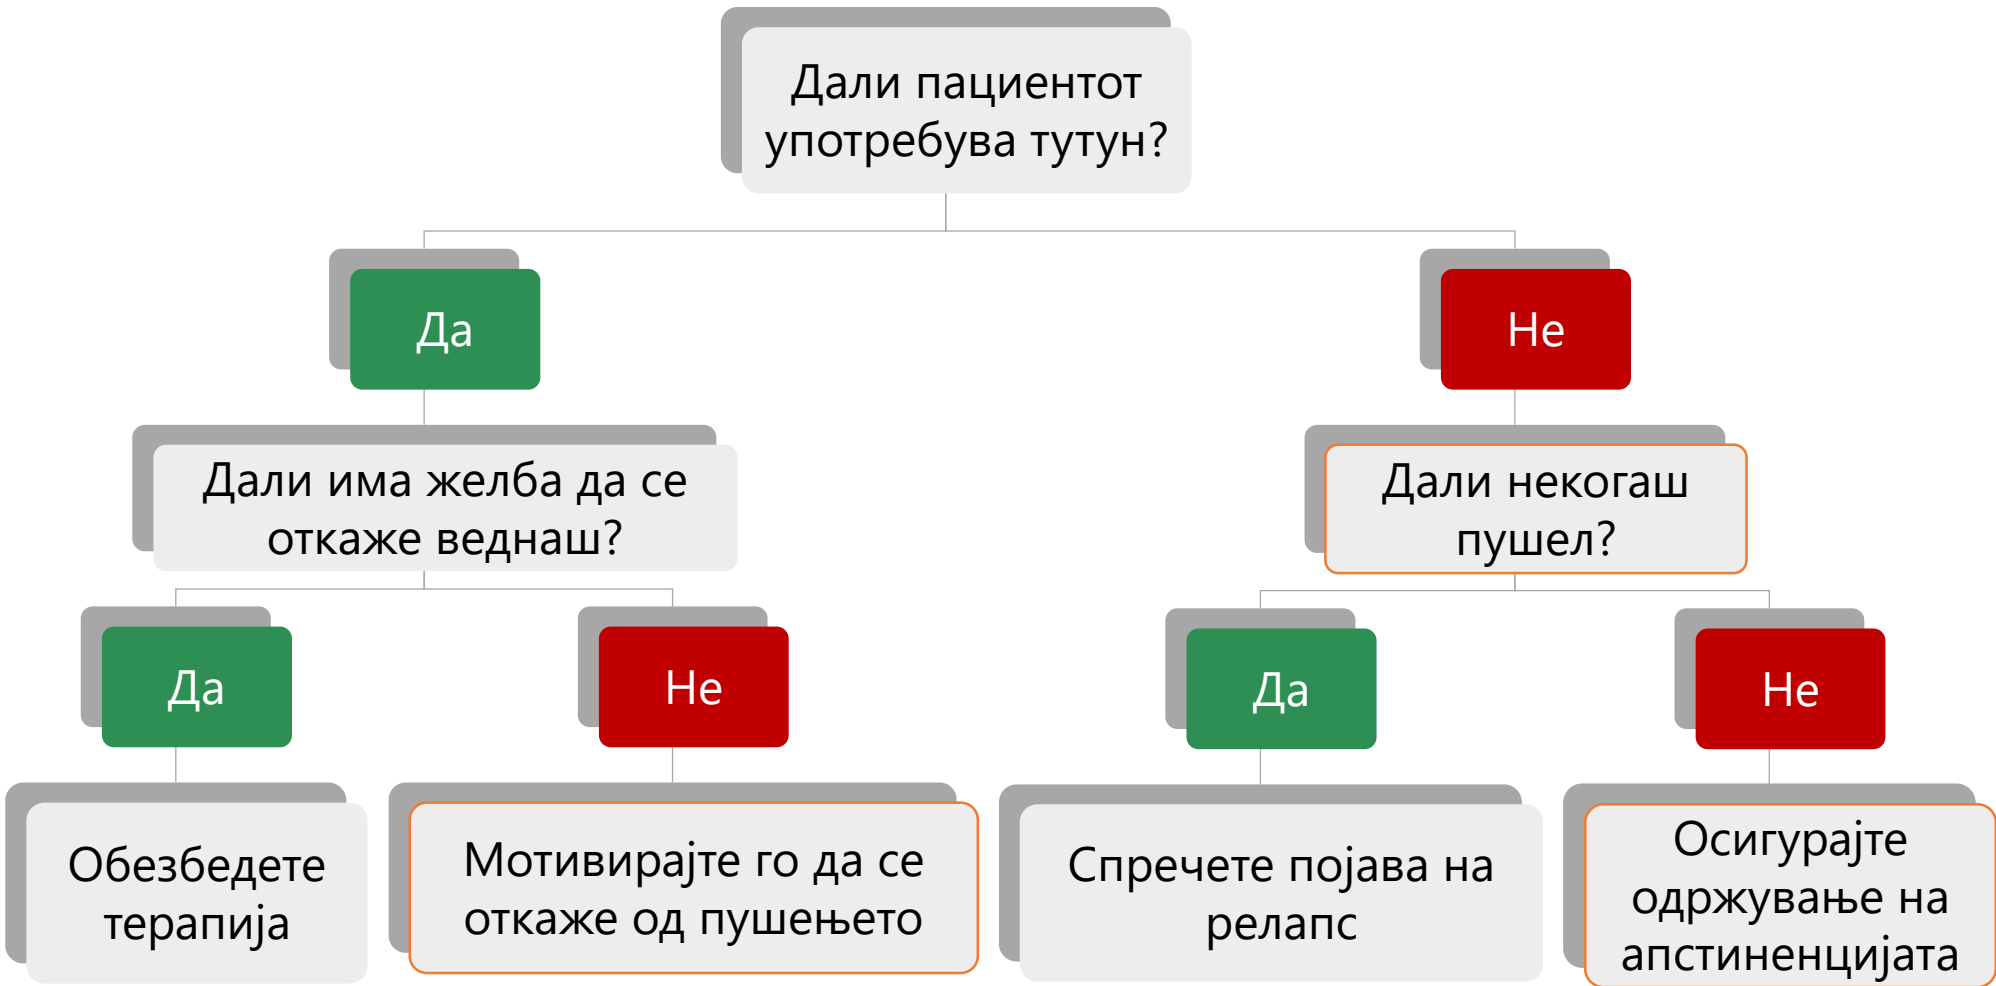 Дали пациентот
употребува тутун?
Да
Не
Дали има желба да се
откаже веднаш?
Дали некогаш
пушел?
Да
Не
Да
Не
Обезбедете
терапија
Мотивирајте го да се
откаже од пушењето
Спречете појава на
релапс
Осигурајте
одржување на
апстиненцијата